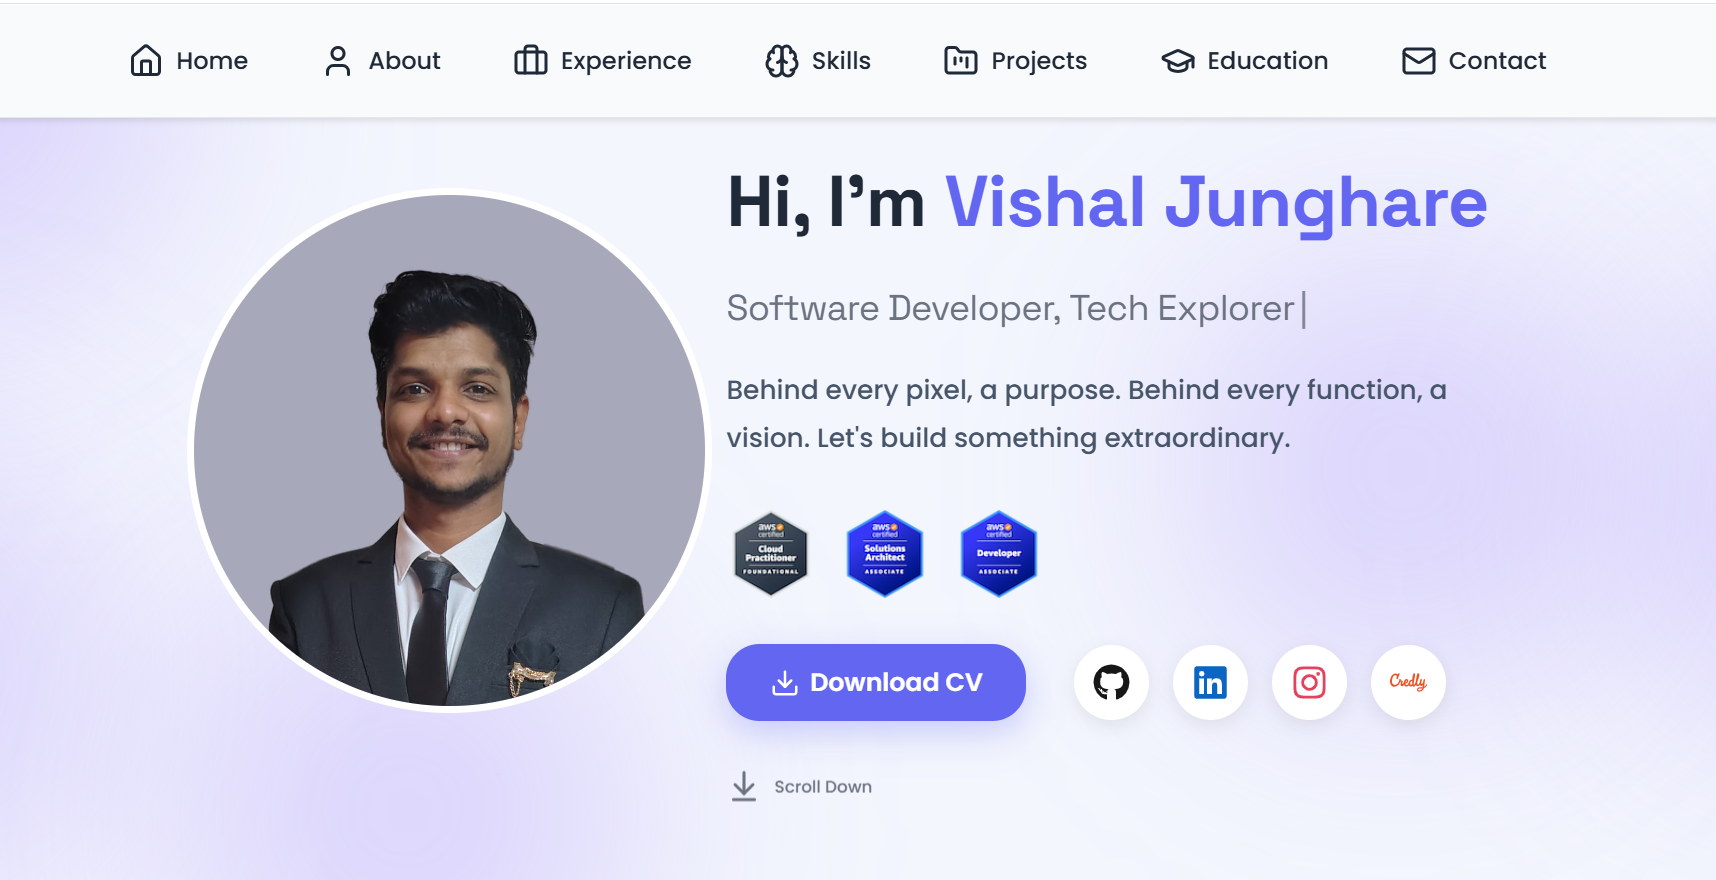 Home About Experience Skills Projects Education Contact
Hi, I’m Vishal Junghare
Software Developer, Tech Explorer|
Behind every pixel, a purpose. Behind every function, a
vision. Let's build something extraordinary.
aws certified Cloud Practitioner FOUNDATIONAL
aws certified Solutions Architect ASSOCIATE
aws certified Developer ASSOCIATE
Download CV in Credly
Scroll Down